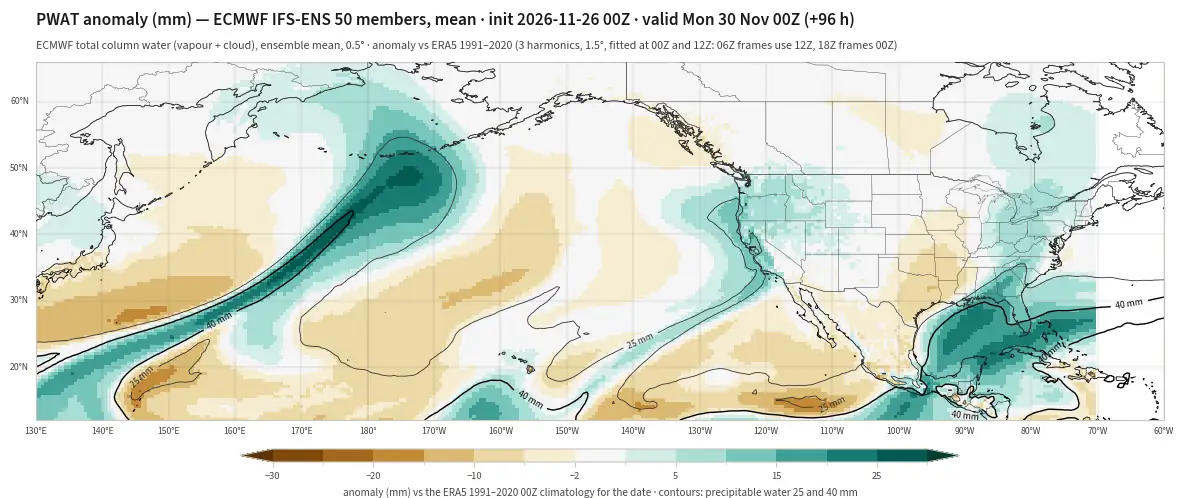 PWAT anomaly (mm) — ECMWF IFS-ENS 50 members, mean · init 2026-11-26 00Z · valid Mon 30 Nov 00Z (+96 h)
ECMWF total column water (vapour + cloud), ensemble mean, 0.5° · anomaly vs ERA5 1991–2020 (3 harmonics, 1.5°, fitted at 00Z and 12Z: 06Z frames use 12Z, 18Z frames 00Z)
60°N
50°N
40°N
30°N
20°N
40 mm
40 mm
25 mm
40 mm
25 mm
40 mm
25 mm
40 mm
130°E 140°E 150°E 160°E 170°E 180° 170°W 160°W 150°W 140°W 130°W 120°W 110°W 100°W 90°W 80°W 70°W 60°W
−30 −20 −10 −2 5 15 25
anomaly (mm) vs the ERA5 1991–2020 00Z climatology for the date · contours: precipitable water 25 and 40 mm